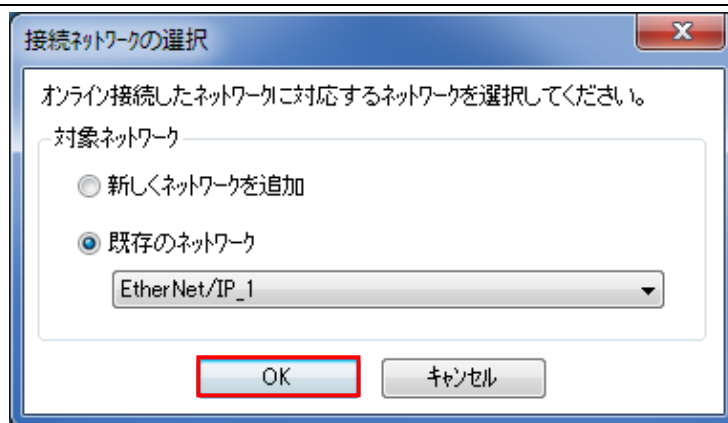 接続ネットワークの選択
オンライン接続したネットワークに対応するネットワークを選択してください。
対象ネットワーク
新しくネットワークを追加
既存のネットワーク
EtherNet/IP_1
OK
キャンセル